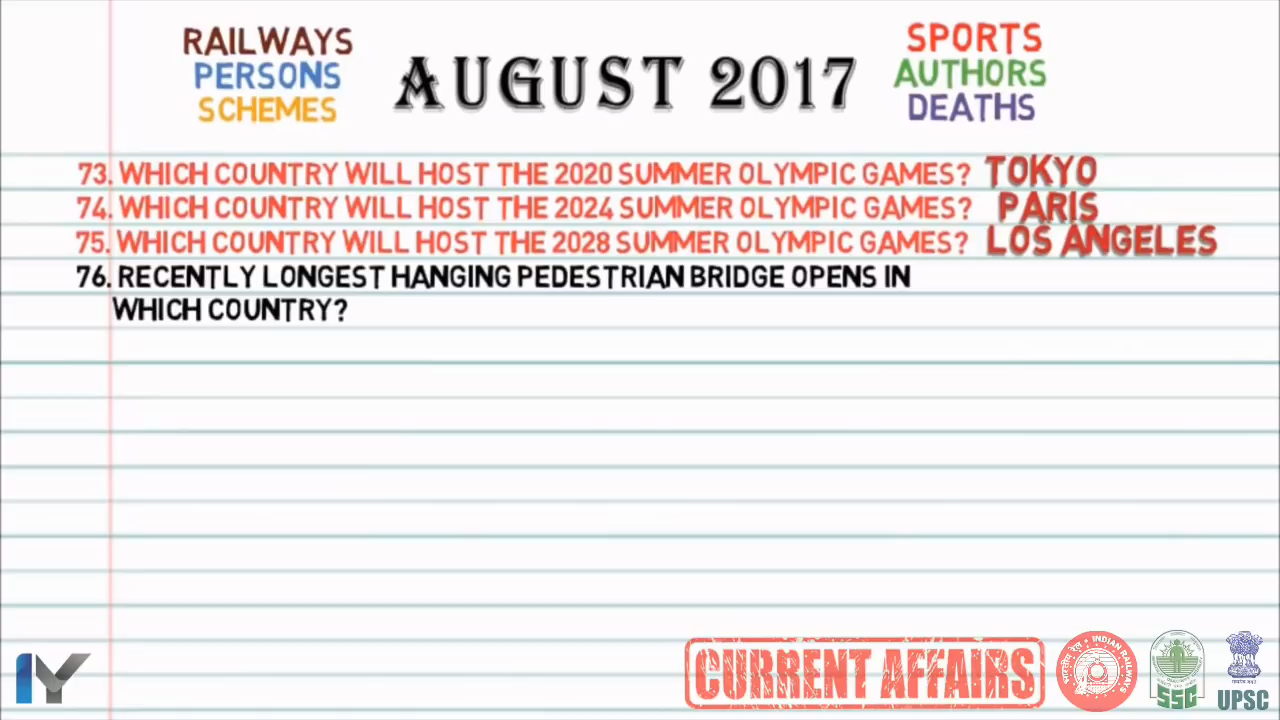 RAILWAYS
PERSONS
SCHEMES
AUGUST 2017
SPORTS
AUTHORS
DEATHS
73. WHICH COUNTRY WILL HOST THE 2020 SUMMER OLYMPIC GAMES? TOKYO
74. WHICH COUNTRY WILL HOST THE 2024 SUMMER OLYMPIC GAMES? PARIS
75. WHICH COUNTRY WILL HOST THE 2028 SUMMER OLYMPIC GAMES? LOS ANGELES
76. RECENTLY LONGEST HANGING PEDESTRIAN BRIDGE OPENS IN
WHICH COUNTRY?
IY
CURRENT AFFAIRS
INDIAN RAILWAYS
भारतीय रेल
SSC
UPSC